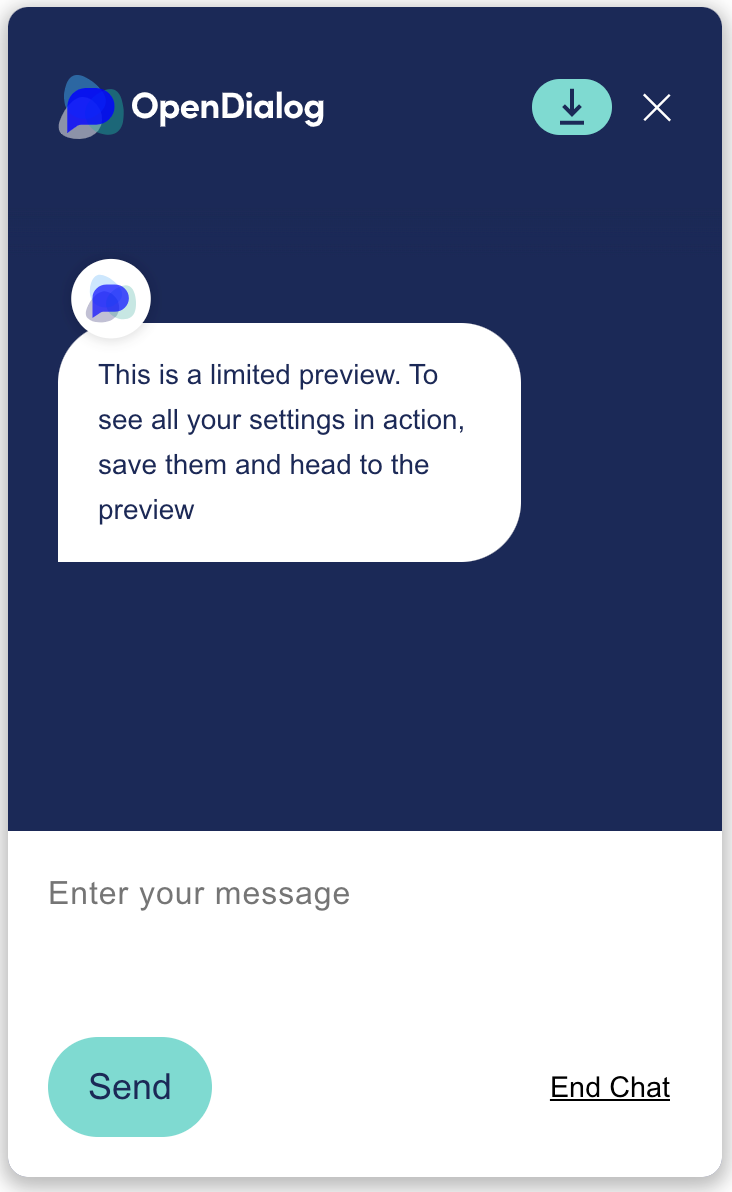 OpenDialog
This is a limited preview. To
see all your settings in action,
save them and head to the
preview
Enter your message
Send
End Chat